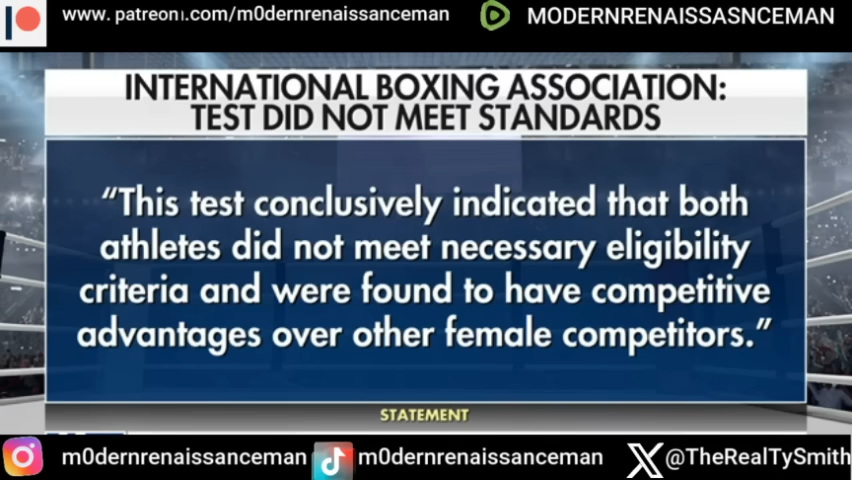 www. patreon.com/m0dernrenaissanceman
M0DERNRENAISSASNCEMAN
INTERNATIONAL BOXING ASSOCIATION:
TEST DID NOT MEET STANDARDS
“This test conclusively indicated that both
athletes did not meet necessary eligibility
criteria and were found to have competitive
advantages over other female competitors.”
STATEMENT
m0dernrenaissanceman
m0dernrenaissanceman
@TheRealTySmith